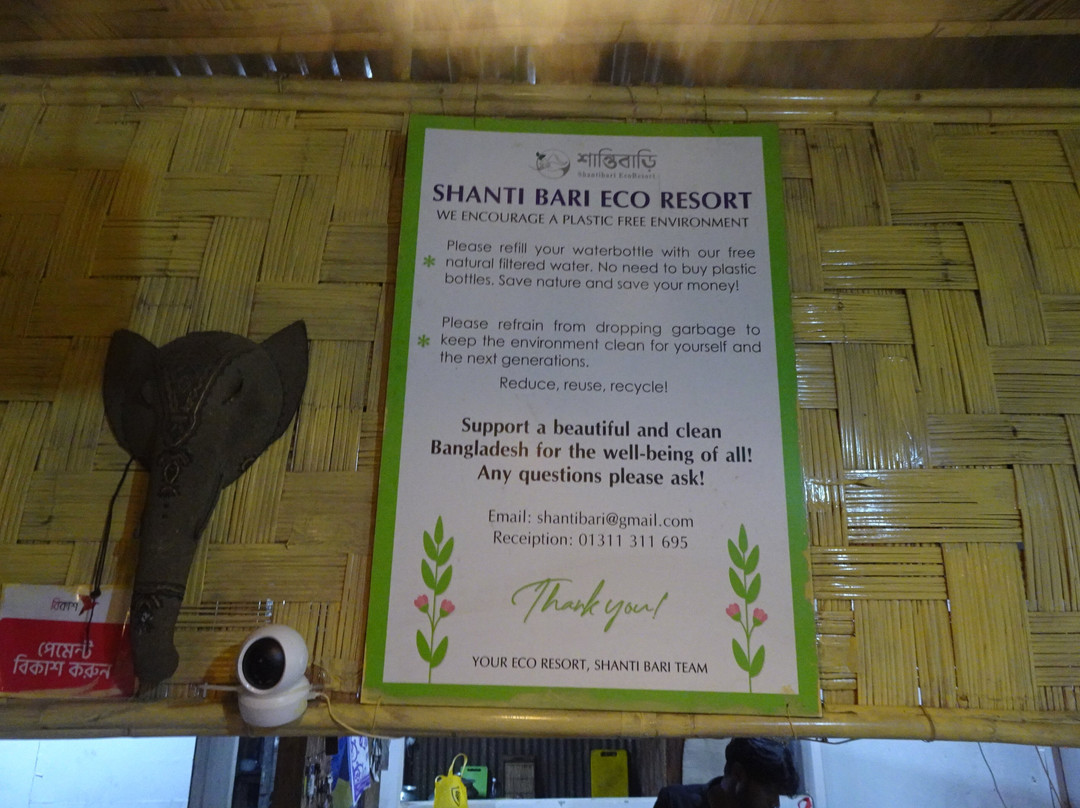 শান্তিবাড়ি
Shantibari EcoResort
SHANTI BARI ECO RESORT
WE ENCOURAGE A PLASTIC FREE ENVIRONMENT
Please refill your waterbottle with our free
natural filtered water. No need to buy plastic
bottles. Save nature and save your money!
Please refrain from dropping garbage to
keep the environment clean for yourself and
the next generations.
Reduce, reuse, recycle!
Support a beautiful and clean
Bangladesh for the well-being of all!
Any questions please ask!
Email: shantibari@gmail.com
Receiption: 01311 311 695
Thank you!
YOUR ECO RESORT, SHANTI BARI TEAM
বিকাশ
পেমেন্ট
বিকাশ করুন